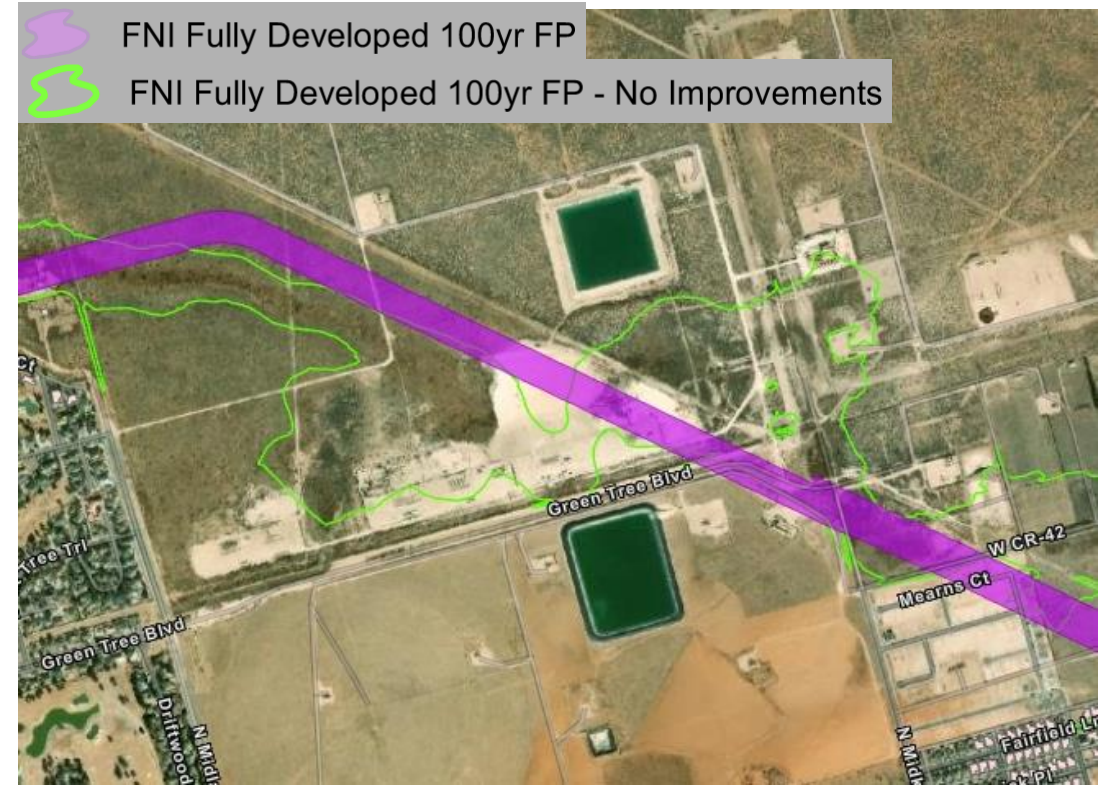 FNI Fully Developed 100yr FP
FNI Fully Developed 100yr FP - No Improvements
Ct
Green Tree Blvd
W CR-42
Tree Trl
Mearns Ct
Green Tree Blvd
Driftwood
N Midl
N Midk
Fairfield Ln
Pl